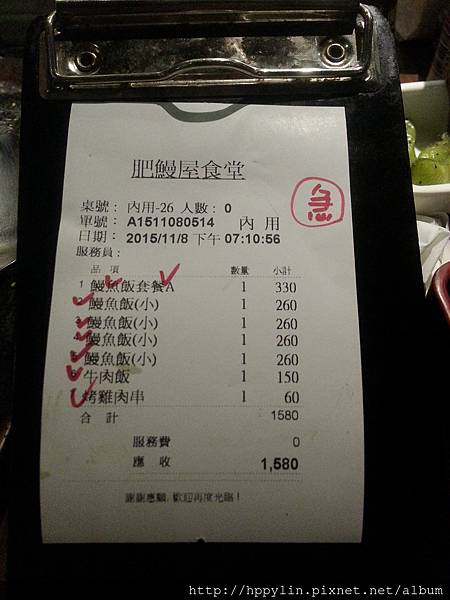 肥鰻屋食堂
急
桌號： 內用-26 人數： 0
單號： A1511080514 內 用
日期： 2015/11/8 下午 07:10:56
服務員：
品 項 數量 小計
1 鰻魚飯套餐A 1 330
鰻魚飯(小) 1 260
鰻魚飯(小) 1 260
鰻魚飯(小) 1 260
鰻魚飯(小) 1 260
牛肉飯 1 150
烤雞肉串 1 60
合 計 1580
服務費 0
應 收 1,580
謝謝惠顧, 歡迎再度光臨！
http://hppylin.pixnet.net/album